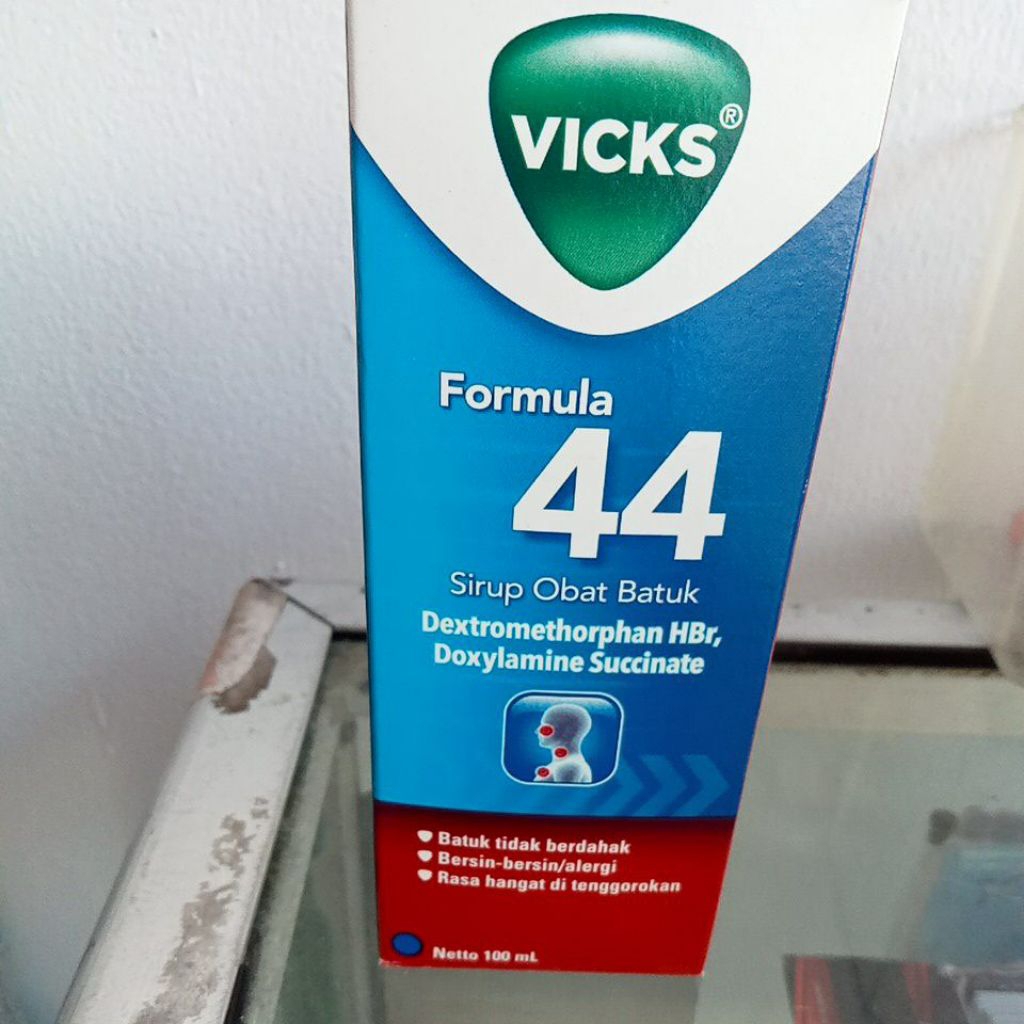 VICKS®
Formula
44
Sirup Obat Batuk
Dextromethorphan HBr,
Doxylamine Succinate
Batuk tidak berdahak
Bersin-bersin/alergi
Rasa hangat di tenggorokan
Netto 100 mL